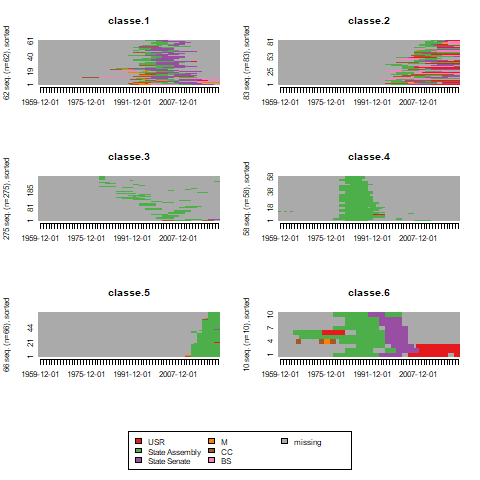 classe.1
classe.2
62 seq. (n=62), sorted
1 19 40 61
1959-12-01 1975-12-01 1991-12-01 2007-12-01
83 seq. (n=83), sorted
1 25 53 81
1959-12-01 1975-12-01 1991-12-01 2007-12-01
classe.3
classe.4
275 seq. (n=275), sorted
1 81 185
1959-12-01 1975-12-01 1991-12-01 2007-12-01
58 seq. (n=58), sorted
1 18 38 58
1959-12-01 1975-12-01 1991-12-01 2007-12-01
classe.5
classe.6
66 seq. (n=66), sorted
1 21 44
1959-12-01 1975-12-01 1991-12-01 2007-12-01
10 seq. (n=10), sorted
1 4 7 10
1959-12-01 1975-12-01 1991-12-01 2007-12-01
USR M missing
State Assembly CC
State Senate BS